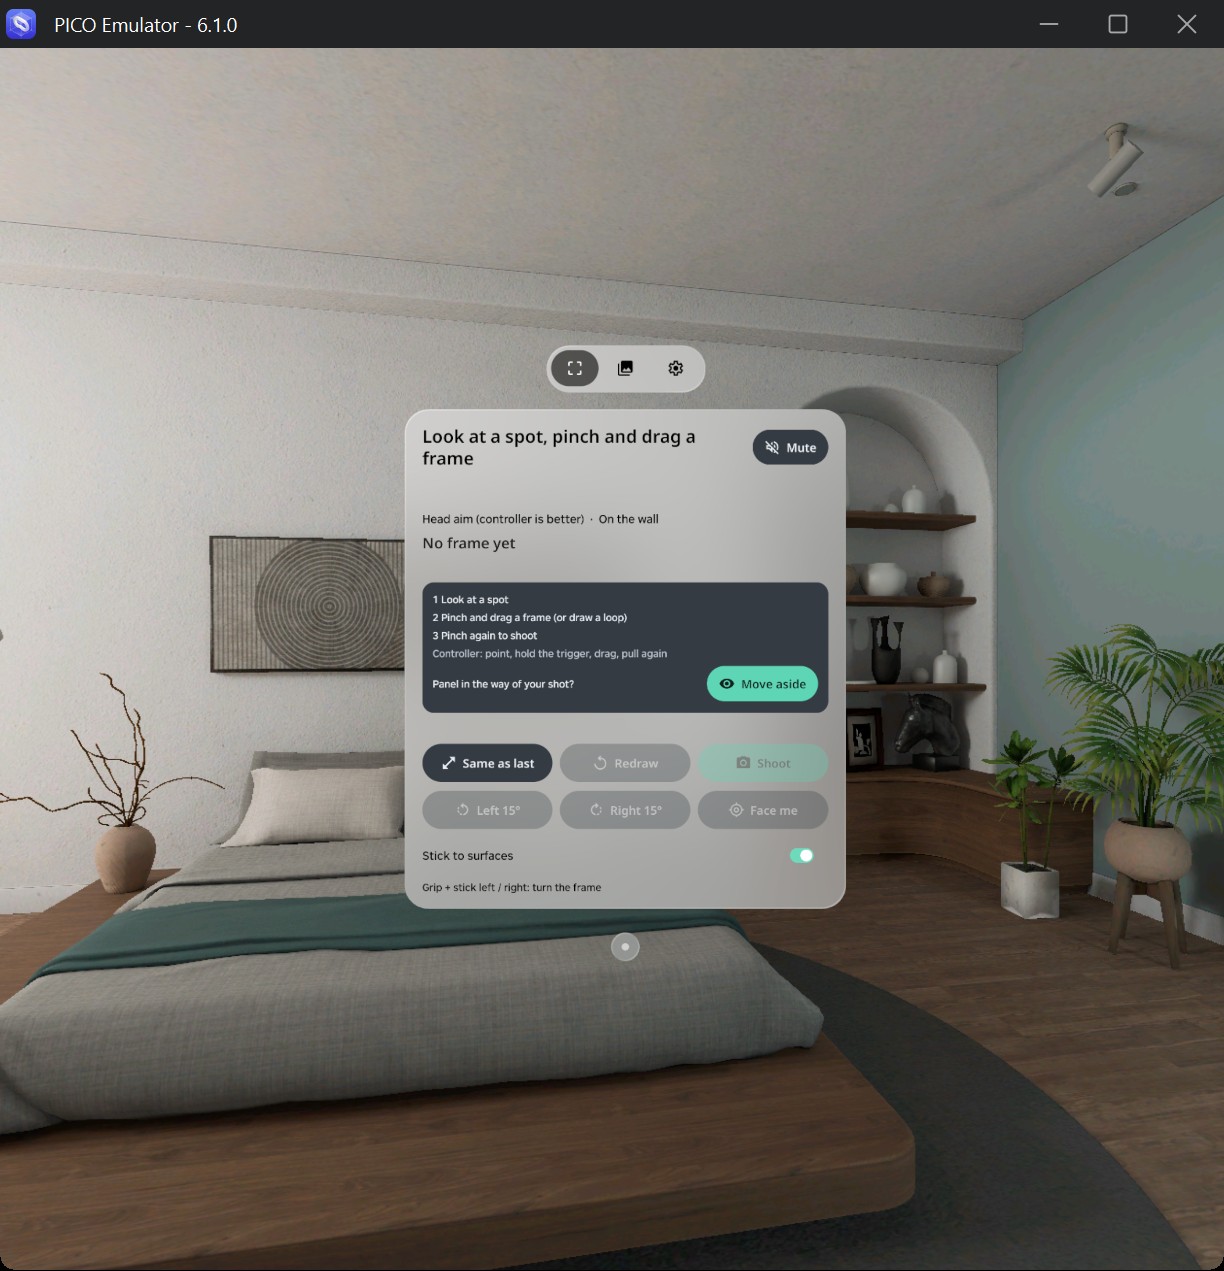 PICO Emulator - 6.1.0
Look at a spot, pinch and drag a
frame
Mute
Head aim (controller is better) · On the wall
No frame yet
1 Look at a spot
2 Pinch and drag a frame (or draw a loop)
3 Pinch again to shoot
Controller: point, hold the trigger, drag, pull again
Panel in the way of your shot?
Move aside
Same as last
Redraw
Shoot
Left 15°
Right 15°
Face me
Stick to surfaces
Grip + stick left / right: turn the frame